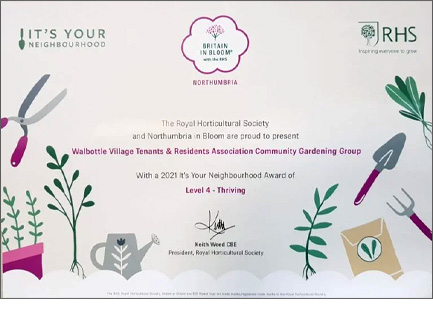 IT'S YOUR
NEIGHBOURHOOD
BRITAIN
IN BLOOM
with the RHS
NORTHUMBRIA
RHS
Inspiring everyone to grow
The Royal Horticultural Society
and Northumbria in Bloom are proud to present
Walbottle Village Tenants & Residents Association Community Gardening Group
With a 2021 It's Your Neighbourhood Award of
Level 4 - Thriving
Keith Weed CBE
President, Royal Horticultural Society